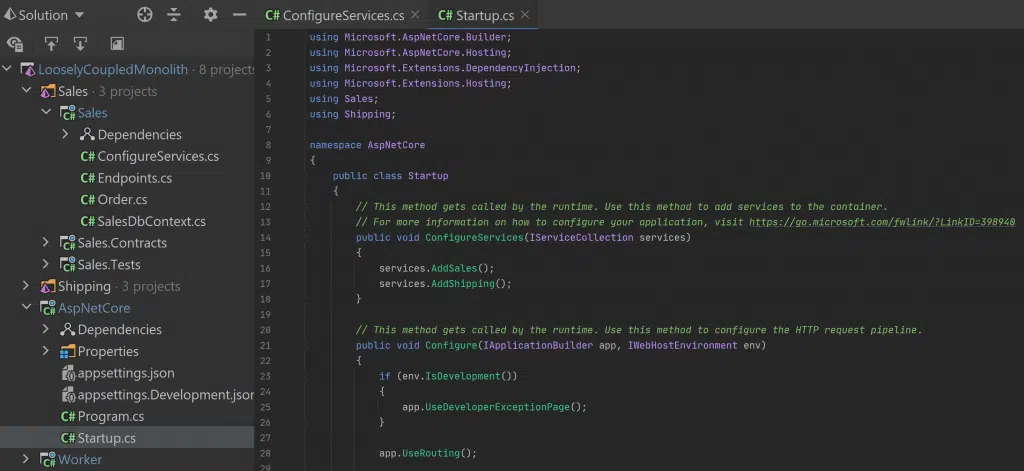 Solution
LooselyCoupledMonolith · 8 projects
Sales · 3 projects
C# Sales
Dependencies
C# ConfigureServices.cs
C# Endpoints.cs
C# Order.cs
C# SalesDbContext.cs
C# Sales.Contracts
C# Sales.Tests
Shipping · 3 projects
C# AspNetCore
Dependencies
Properties
appsettings.json
appsettings.Development.json
C# Program.cs
C# Startup.cs
C# Worker
C# ConfigureServices.cs
C# Startup.cs
1 using Microsoft.AspNetCore.Builder;
2 using Microsoft.AspNetCore.Hosting;
3 using Microsoft.Extensions.DependencyInjection;
4 using Microsoft.Extensions.Hosting;
5 using Sales;
6 using Shipping;
7
8 namespace AspNetCore
9 {
10 public class Startup
11 {
12 // This method gets called by the runtime. Use this method to add services to the container.
13 // For more information on how to configure your application, visit https://go.microsoft.com/fwlink/?LinkID=398940
14 public void ConfigureServices(IServiceCollection services)
15 {
16 services.AddSales();
17 services.AddShipping();
18 }
19
20 // This method gets called by the runtime. Use this method to configure the HTTP request pipeline.
21 public void Configure(IApplicationBuilder app, IWebHostEnvironment env)
22 {
23 if (env.IsDevelopment())
24 {
25 app.UseDeveloperExceptionPage();
26 }
27
28 app.UseRouting();
29